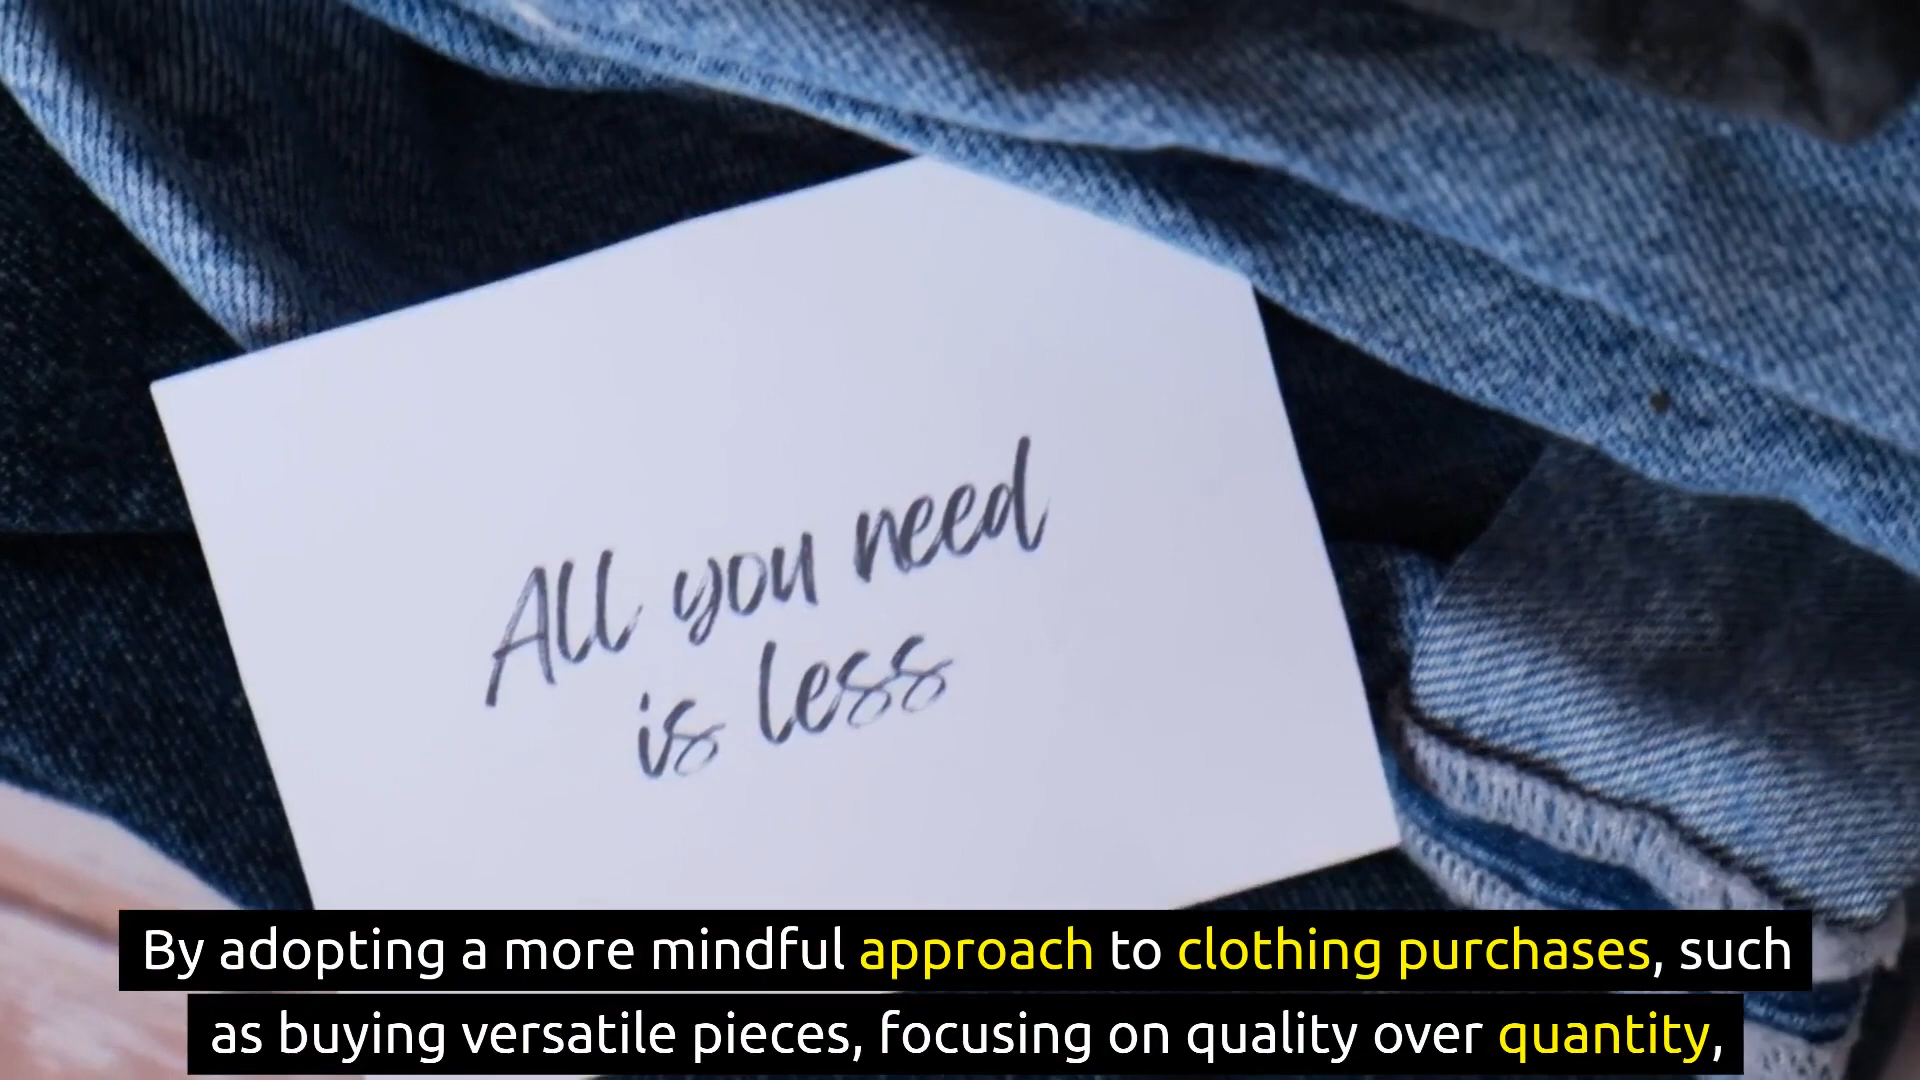 All you need
is less
By adopting a more mindful approach to clothing purchases, such
as buying versatile pieces, focusing on quality over quantity,